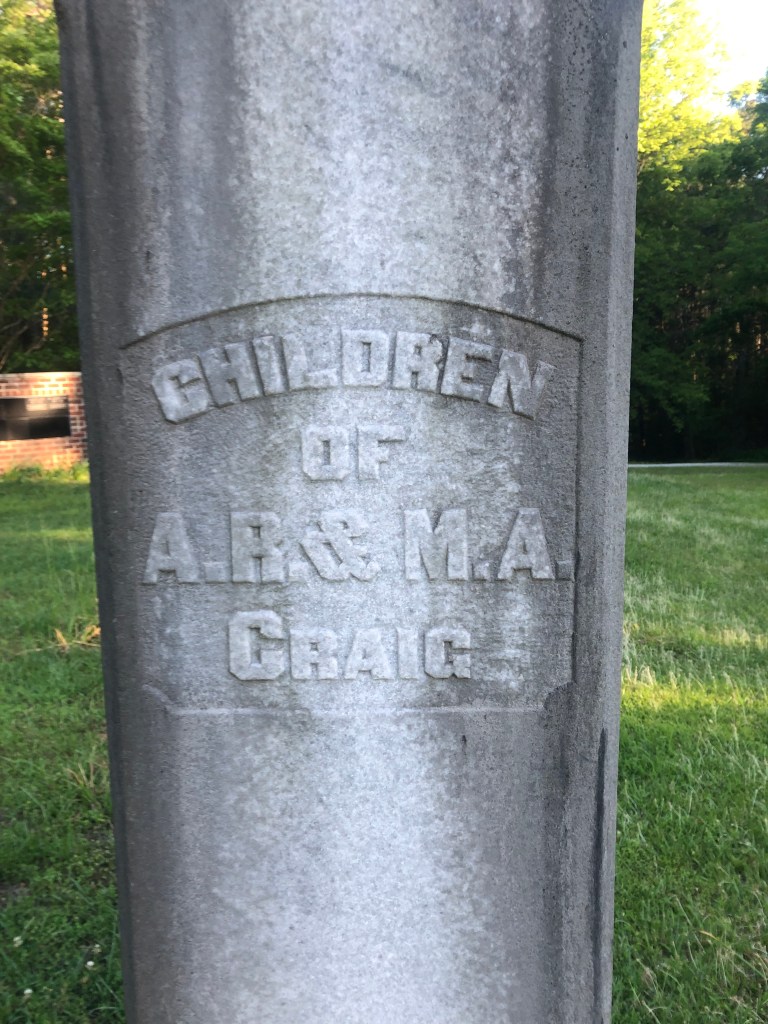 CHILDREN
OF
A.R.& M.A.
CRAIG